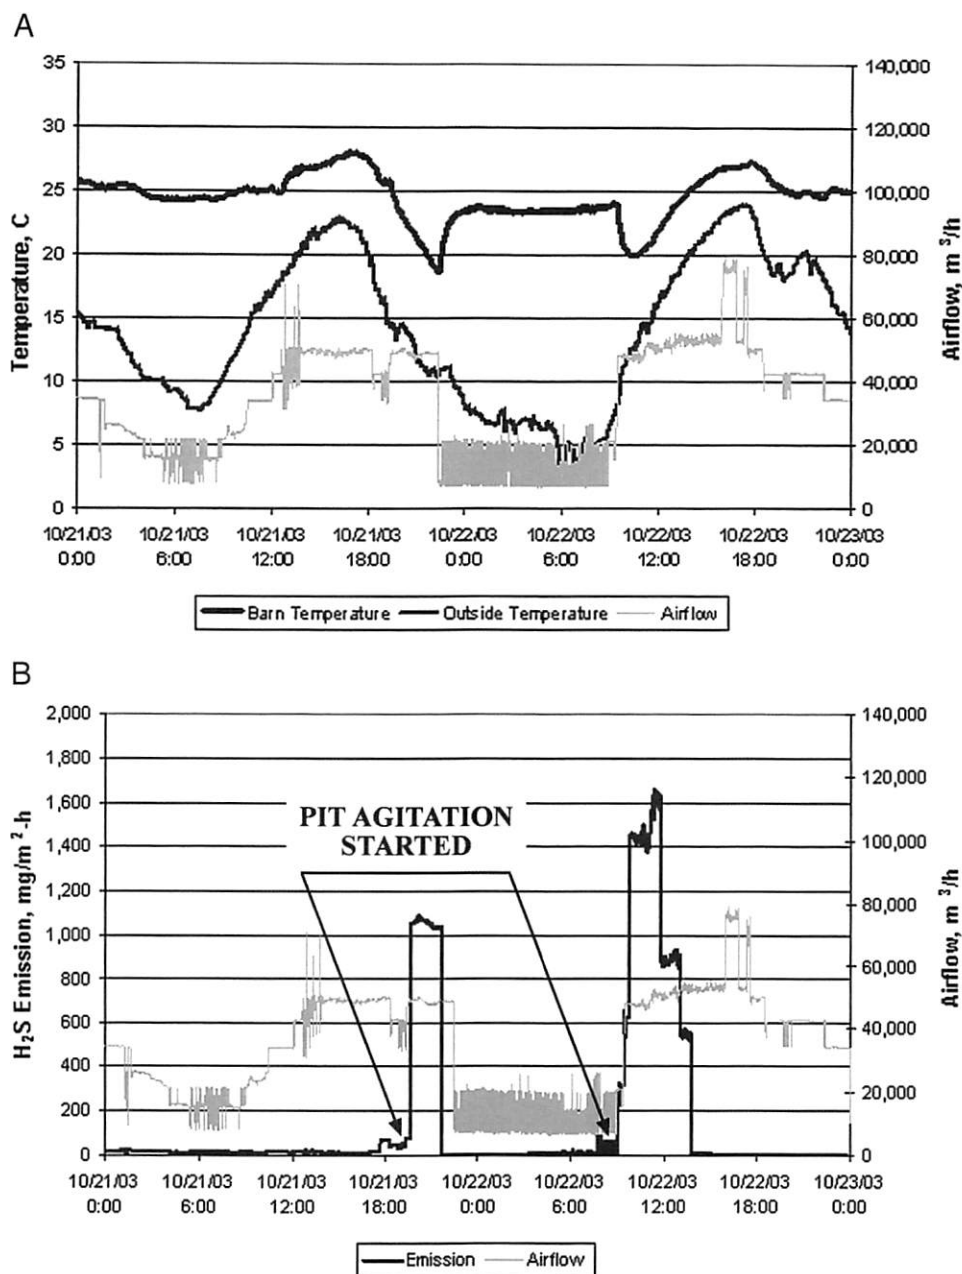 A
35
30
25
20
15
10
5
0
Temperature, C
140,000
120,000
100,000
80,000
60,000
40,000
20,000
0
Airflow, m³/h
10/21/03 10/21/03 10/21/03 10/21/03 10/22/03 10/22/03 10/22/03 10/22/03 10/23/03
0:00 6:00 12:00 18:00 0:00 6:00 12:00 18:00 0:00
Barn Temperature Outside Temperature Airflow
B
2,000
1,800
1,600
1,400
1,200
1,000
800
600
400
200
0
H₂S Emission, mg/m²-h
PIT AGITATION
STARTED
140,000
120,000
100,000
80,000
60,000
40,000
20,000
0
Airflow, m³/h
10/21/03 10/21/03 10/21/03 10/21/03 10/22/03 10/22/03 10/22/03 10/22/03 10/23/03
0:00 6:00 12:00 18:00 0:00 6:00 12:00 18:00 0:00
Emission Airflow